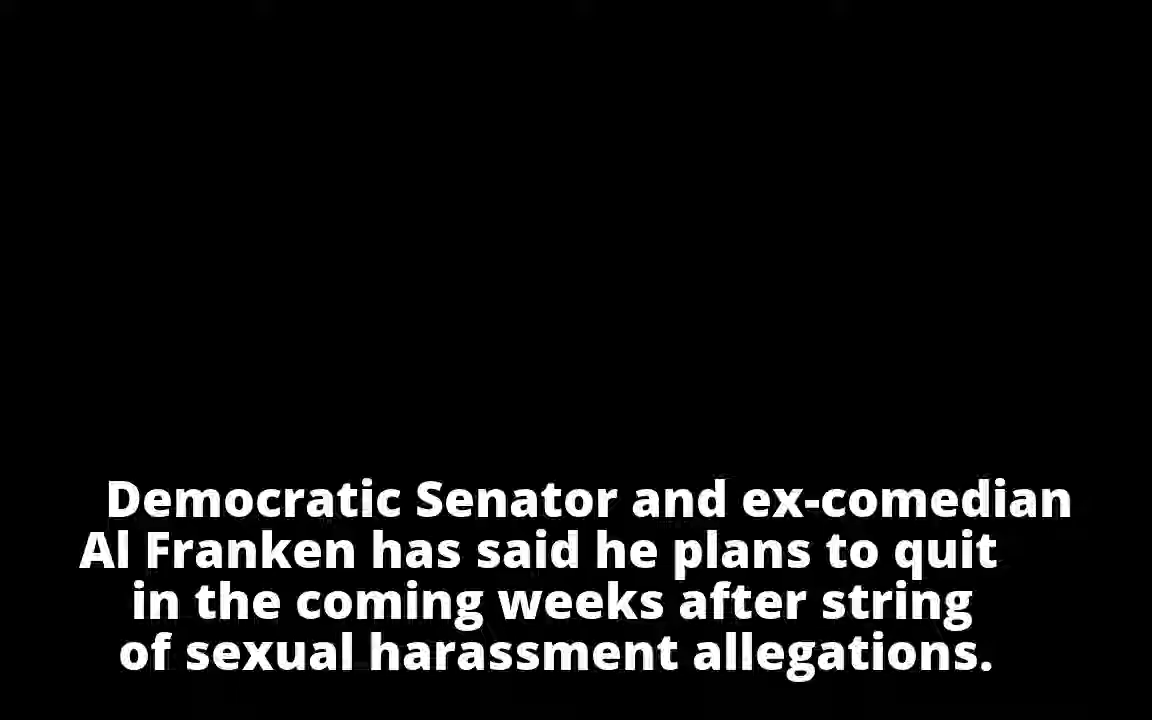 Democratic Senator and ex-comedian
Al Franken has said he plans to quit
in the coming weeks after string
of sexual harassment allegations.